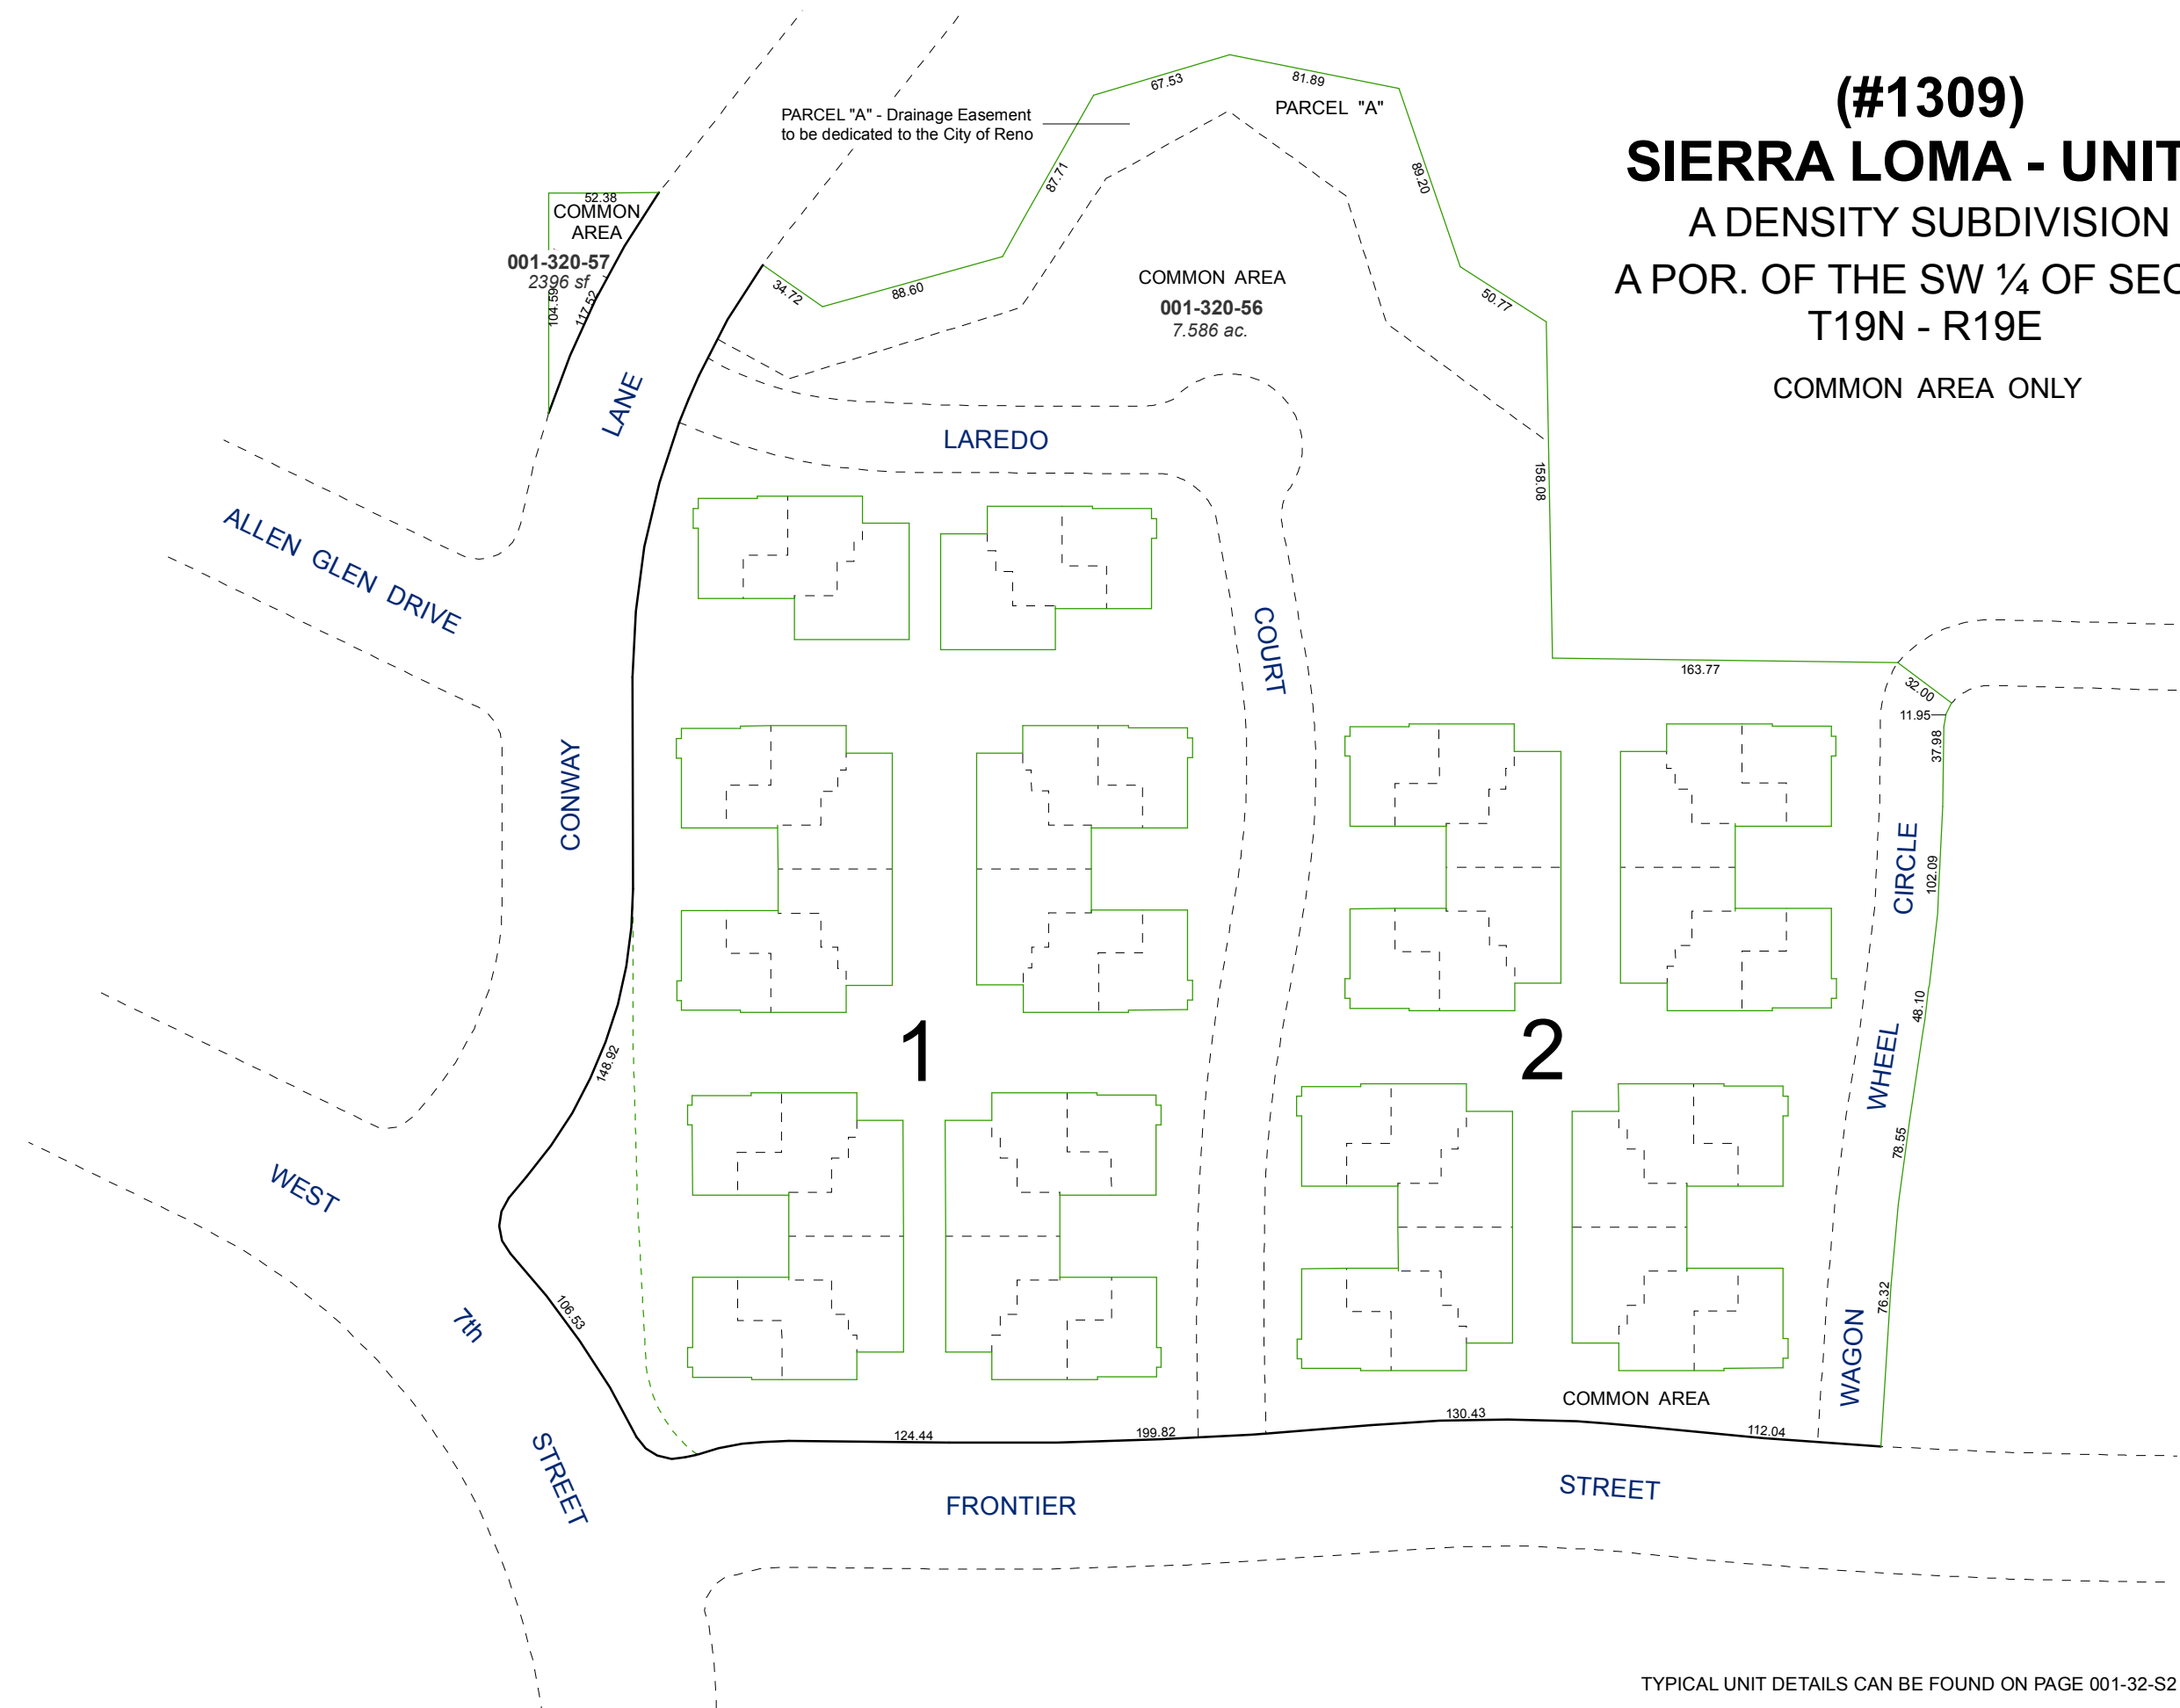 (#1309)
SIERRA LOMA - UNIT
A DENSITY SUBDIVISION
A POR. OF THE SW ¼ OF SEC
T19N - R19E
COMMON AREA ONLY
67.53
81.89
PARCEL "A"
PARCEL "A" - Drainage Easement
to be dedicated to the City of Reno
87.71
89.20
52.38
COMMON
AREA
001-320-57
2396 sf
104.59
117.52
34.72
88.60
COMMON AREA
001-320-56
7.586 ac.
50.77
158.08
LANE
LAREDO
ALLEN GLEN DRIVE
COURT
163.77
32.00
11.95
37.98
CONWAY
CIRCLE
102.09
48.10
1
2
148.92
WHEEL
78.55
WEST
7th
106.53
76.32
WAGON
COMMON AREA
130.43
124.44
199.82
112.04
STREET
FRONTIER
STREET
TYPICAL UNIT DETAILS CAN BE FOUND ON PAGE 001-32-S2